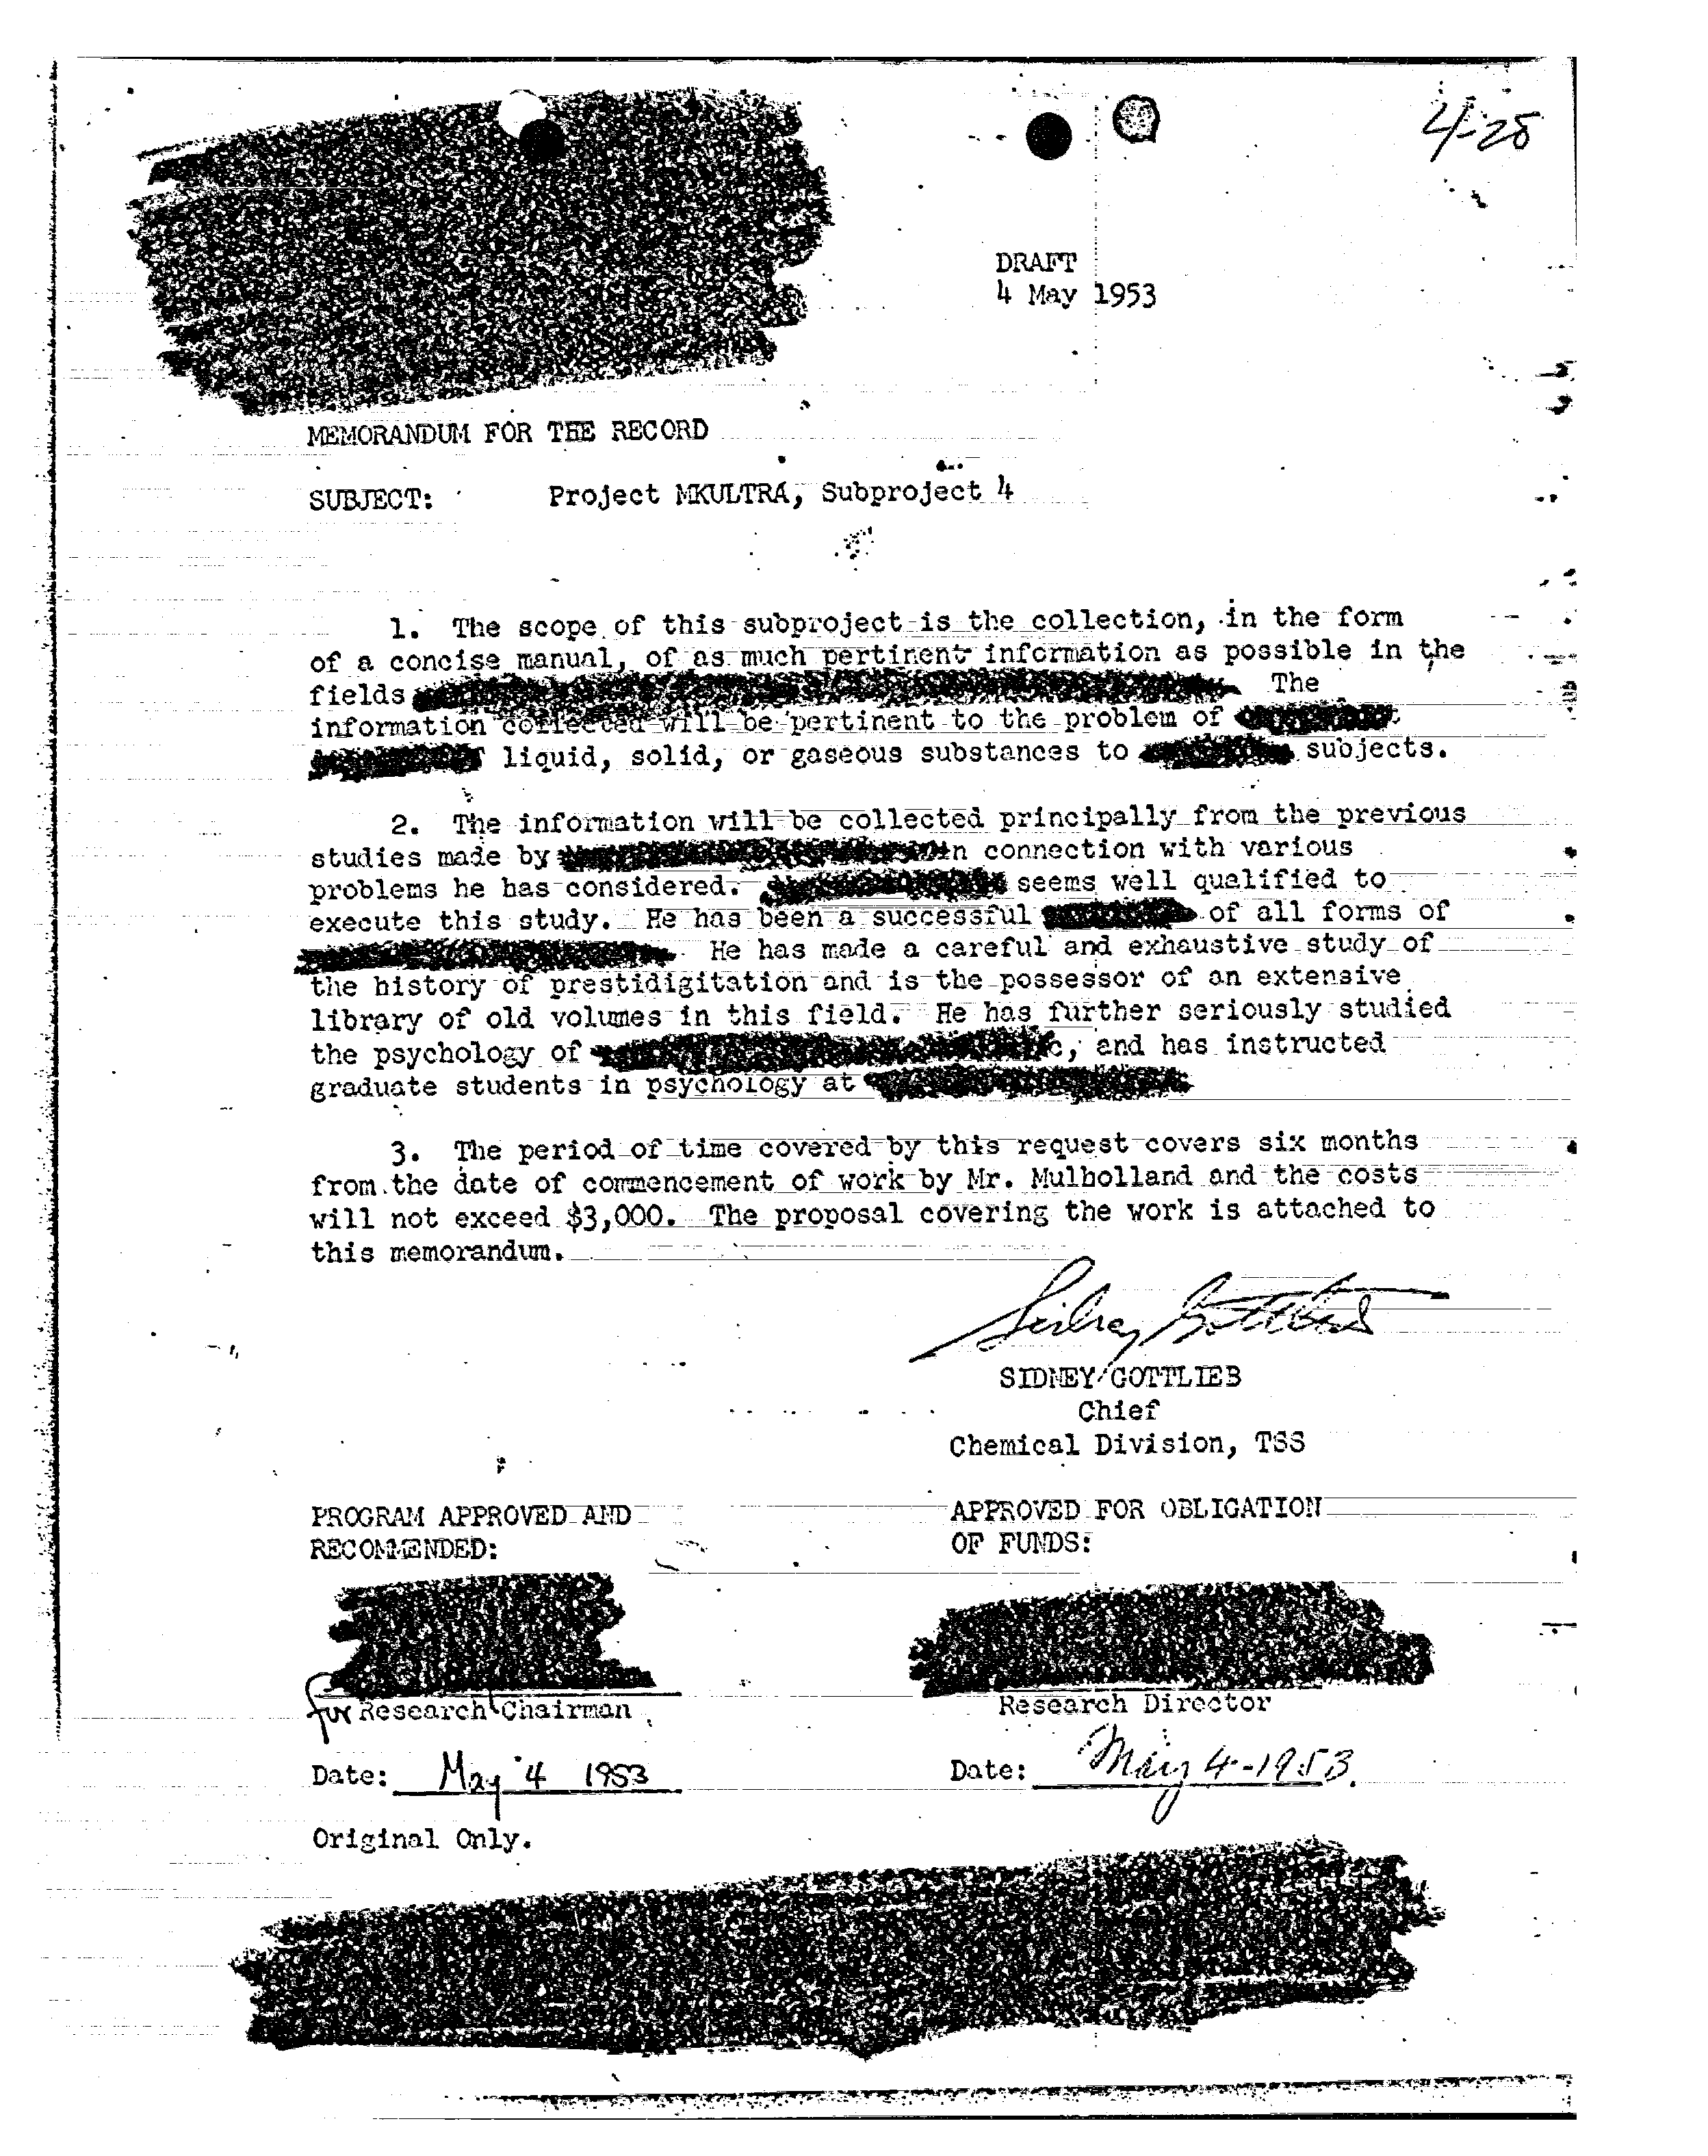 4-28
DRAFT
4 May 1953
MEMORANDUM FOR THE RECORD
SUBJECT: Project MKULTRA, Subproject 4
1. The scope of this subproject is the collection, in the form
of a concise manual, of as much pertinent information as possible in the
fields The
information collected will be pertinent to the problem of
liquid, solid, or gaseous substances to subjects.
2. The information will be collected principally from the previous
studies made by in connection with various
problems he has considered. seems well qualified to
execute this study. He has been a successful of all forms of
He has made a careful and exhaustive study of
the history of prestidigitation and is the possessor of an extensive
library of old volumes in this field. He has further seriously studied
the psychology of , and has instructed
graduate students in psychology at
3. The period of time covered by this request covers six months
from the date of commencement of work by Mr. Mulholland and the costs
will not exceed $3,000. The proposal covering the work is attached to
this memorandum.
Sidney Gottlieb
SIDNEY GOTTLIEB
Chief
Chemical Division, TSS
PROGRAM APPROVED AND
RECOMMENDED:
APPROVED FOR OBLIGATION
OF FUNDS:
for Research Chairman
Research Director
Date: May 4 1953
Date: May 4-1953.
Original Only.